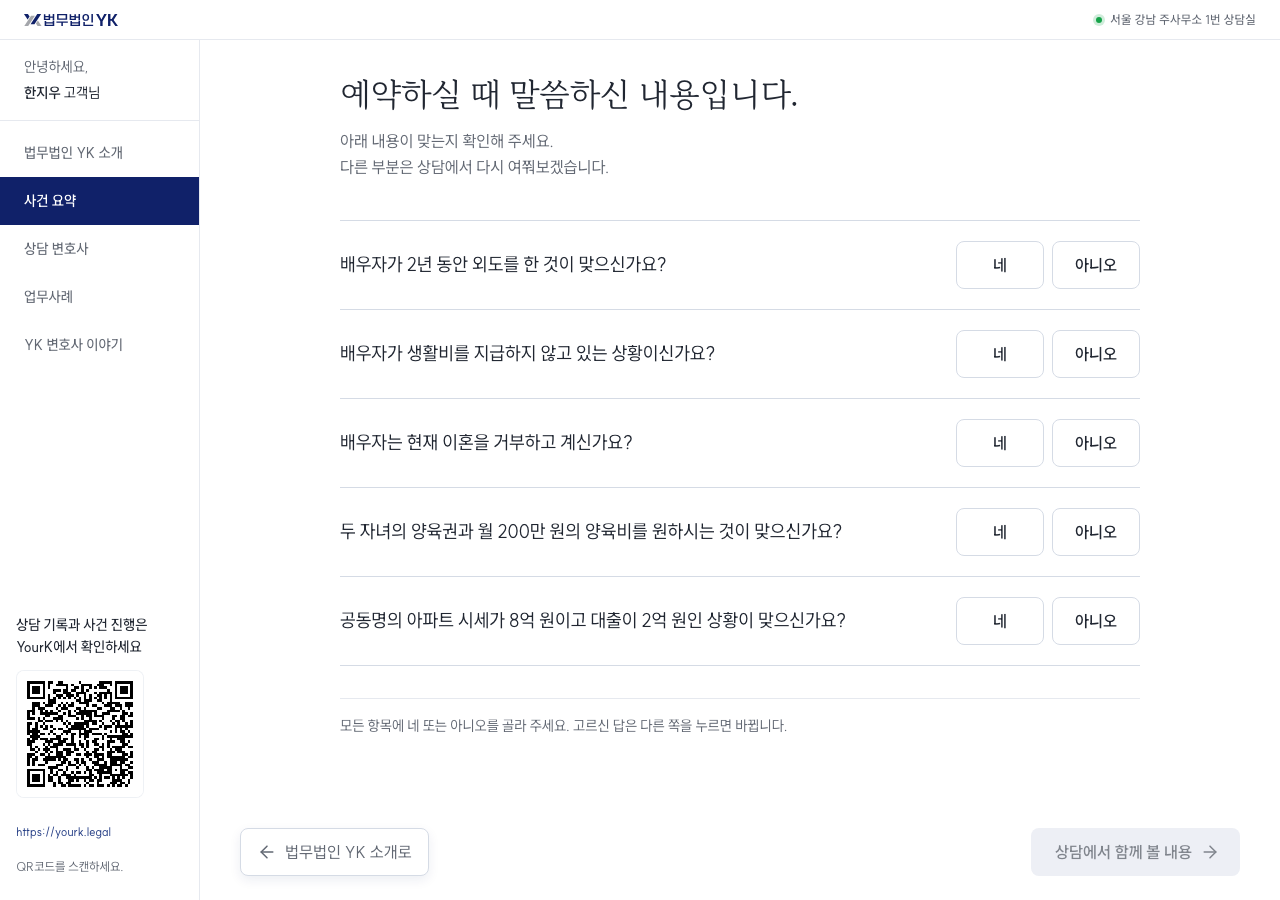 법무법인 YK
서울 강남 주사무소 1번 상담실
안녕하세요,
한지우 고객님
법무법인 YK 소개
사건 요약
상담 변호사
업무사례
YK 변호사 이야기
상담 기록과 사건 진행은
YourK에서 확인하세요
https://yourk.legal
QR코드를 스캔하세요.
예약하실 때 말씀하신 내용입니다.
아래 내용이 맞는지 확인해 주세요.
다른 부분은 상담에서 다시 여쭤보겠습니다.
배우자가 2년 동안 외도를 한 것이 맞으신가요?
네
아니오
배우자가 생활비를 지급하지 않고 있는 상황이신가요?
네
아니오
배우자는 현재 이혼을 거부하고 계신가요?
네
아니오
두 자녀의 양육권과 월 200만 원의 양육비를 원하시는 것이 맞으신가요?
네
아니오
공동명의 아파트 시세가 8억 원이고 대출이 2억 원인 상황이 맞으신가요?
네
아니오
모든 항목에 네 또는 아니오를 골라 주세요. 고르신 답은 다른 쪽을 누르면 바뀝니다.
법무법인 YK 소개로
상담에서 함께 볼 내용